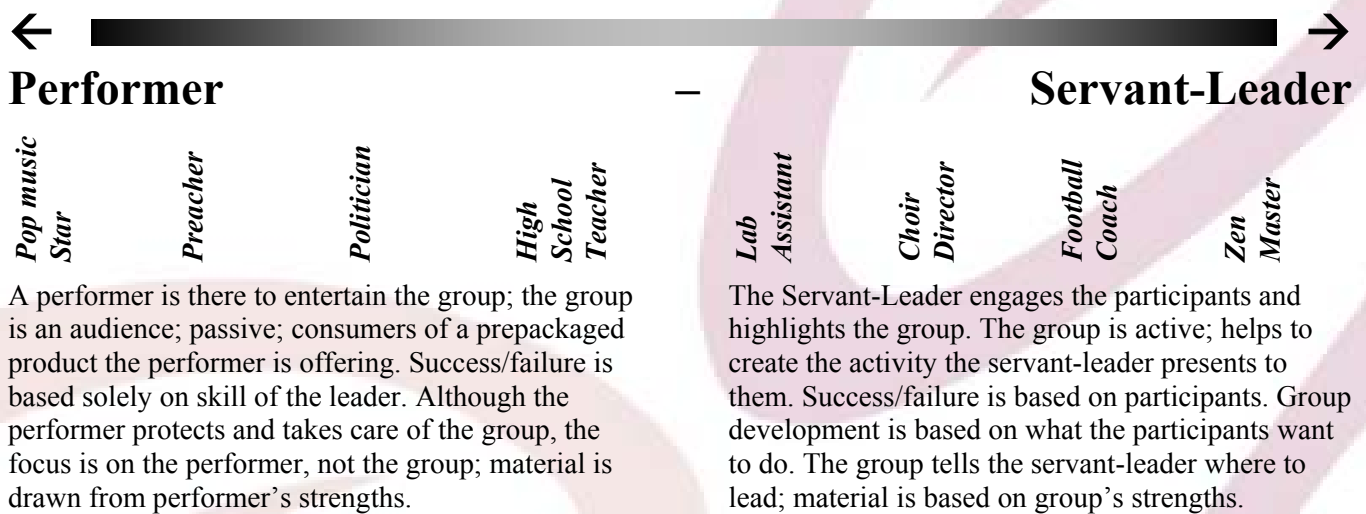 ← →
Performer – Servant-Leader
Pop music
Star
Preacher
Politician
High
School
Teacher
Lab
Assistant
Choir
Director
Football
Coach
Zen
Master
A performer is there to entertain the group; the group
is an audience; passive; consumers of a prepackaged
product the performer is offering. Success/failure is
based solely on skill of the leader. Although the
performer protects and takes care of the group, the
focus is on the performer, not the group; material is
drawn from performer’s strengths.
The Servant-Leader engages the participants and
highlights the group. The group is active; helps to
create the activity the servant-leader presents to
them. Success/failure is based on participants. Group
development is based on what the participants want
to do. The group tells the servant-leader where to
lead; material is based on group’s strengths.